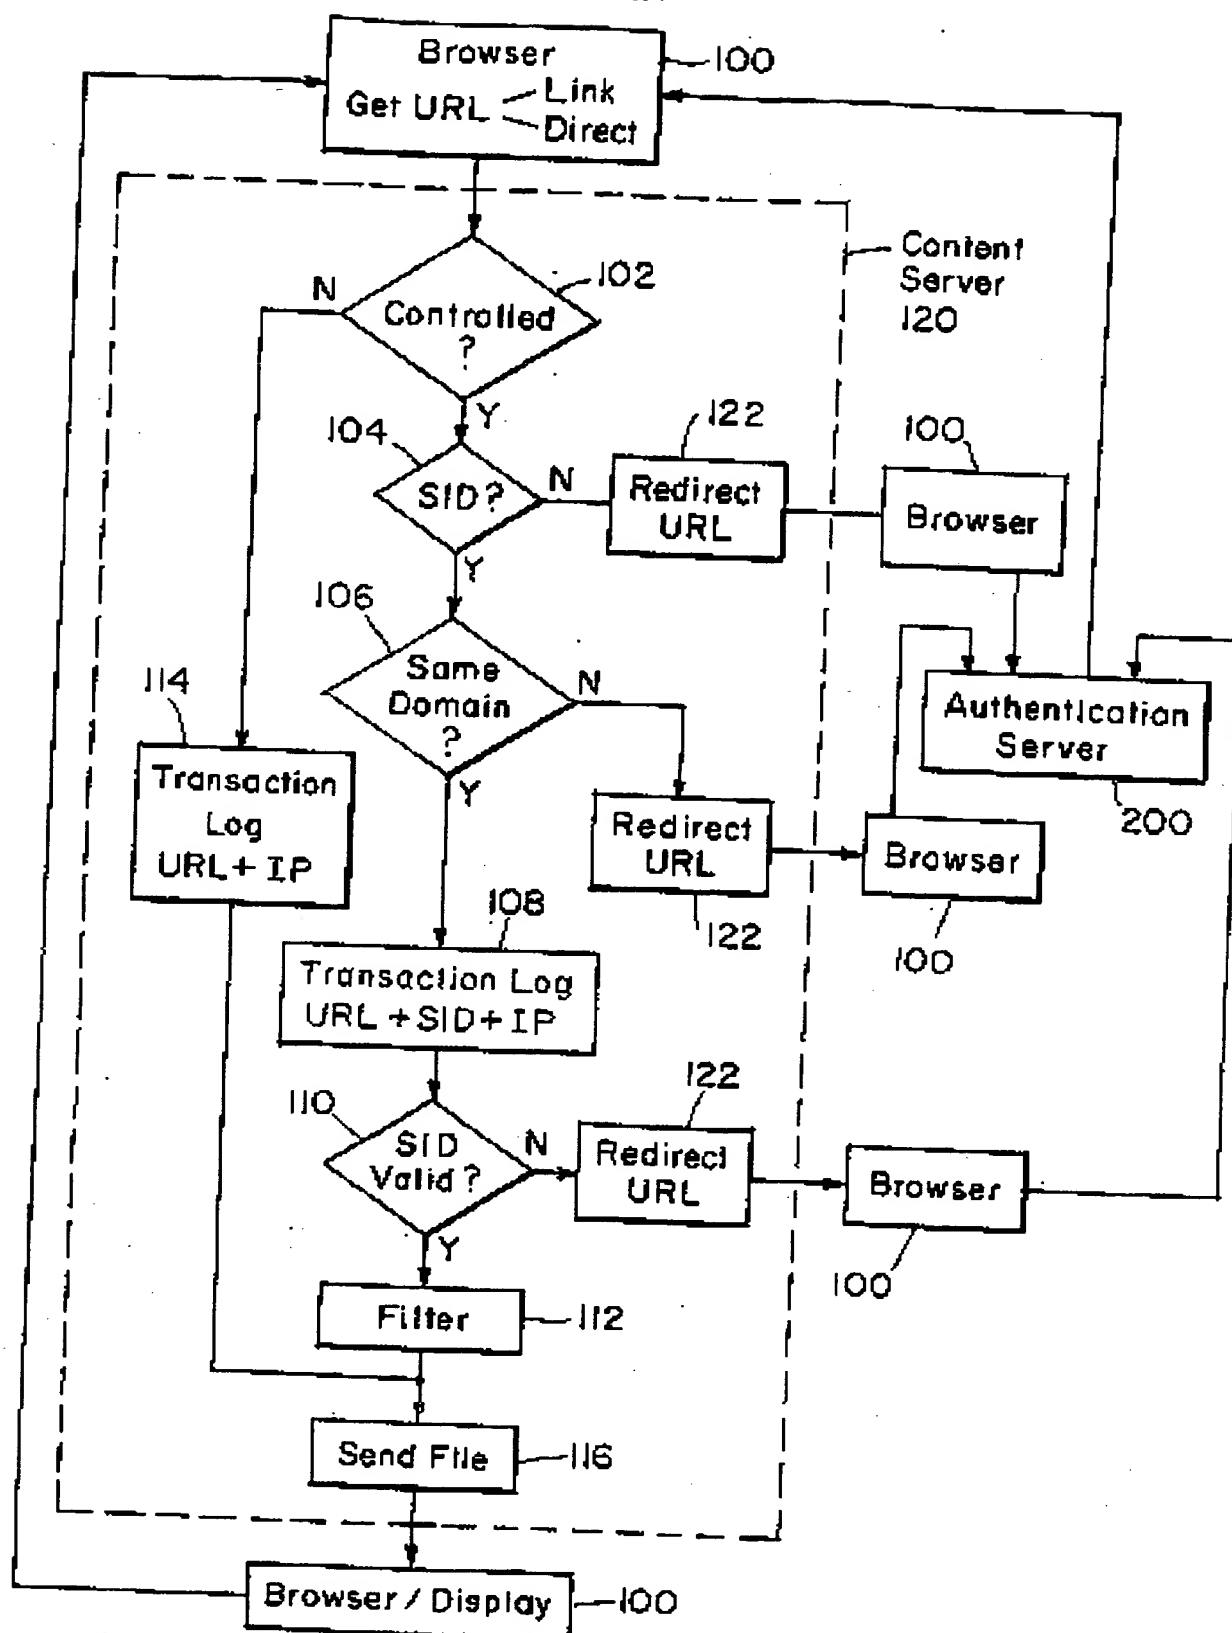 Browser
100
Get URL
Link
Direct
Content
Server
120
102
N
Controlled
?
Y
104
SID?
N
122
Redirect
URL
100
Browser
Y
106
Same
Domain
?
N
Y
114
Transaction
Log
URL + IP
Authentication
Server
200
Redirect
URL
122
Browser
100
108
Transaction Log
URL + SID + IP
110
SID
Valid?
N
122
Redirect
URL
Browser
100
Y
Filter
112
Send File
116
Browser / Display
100